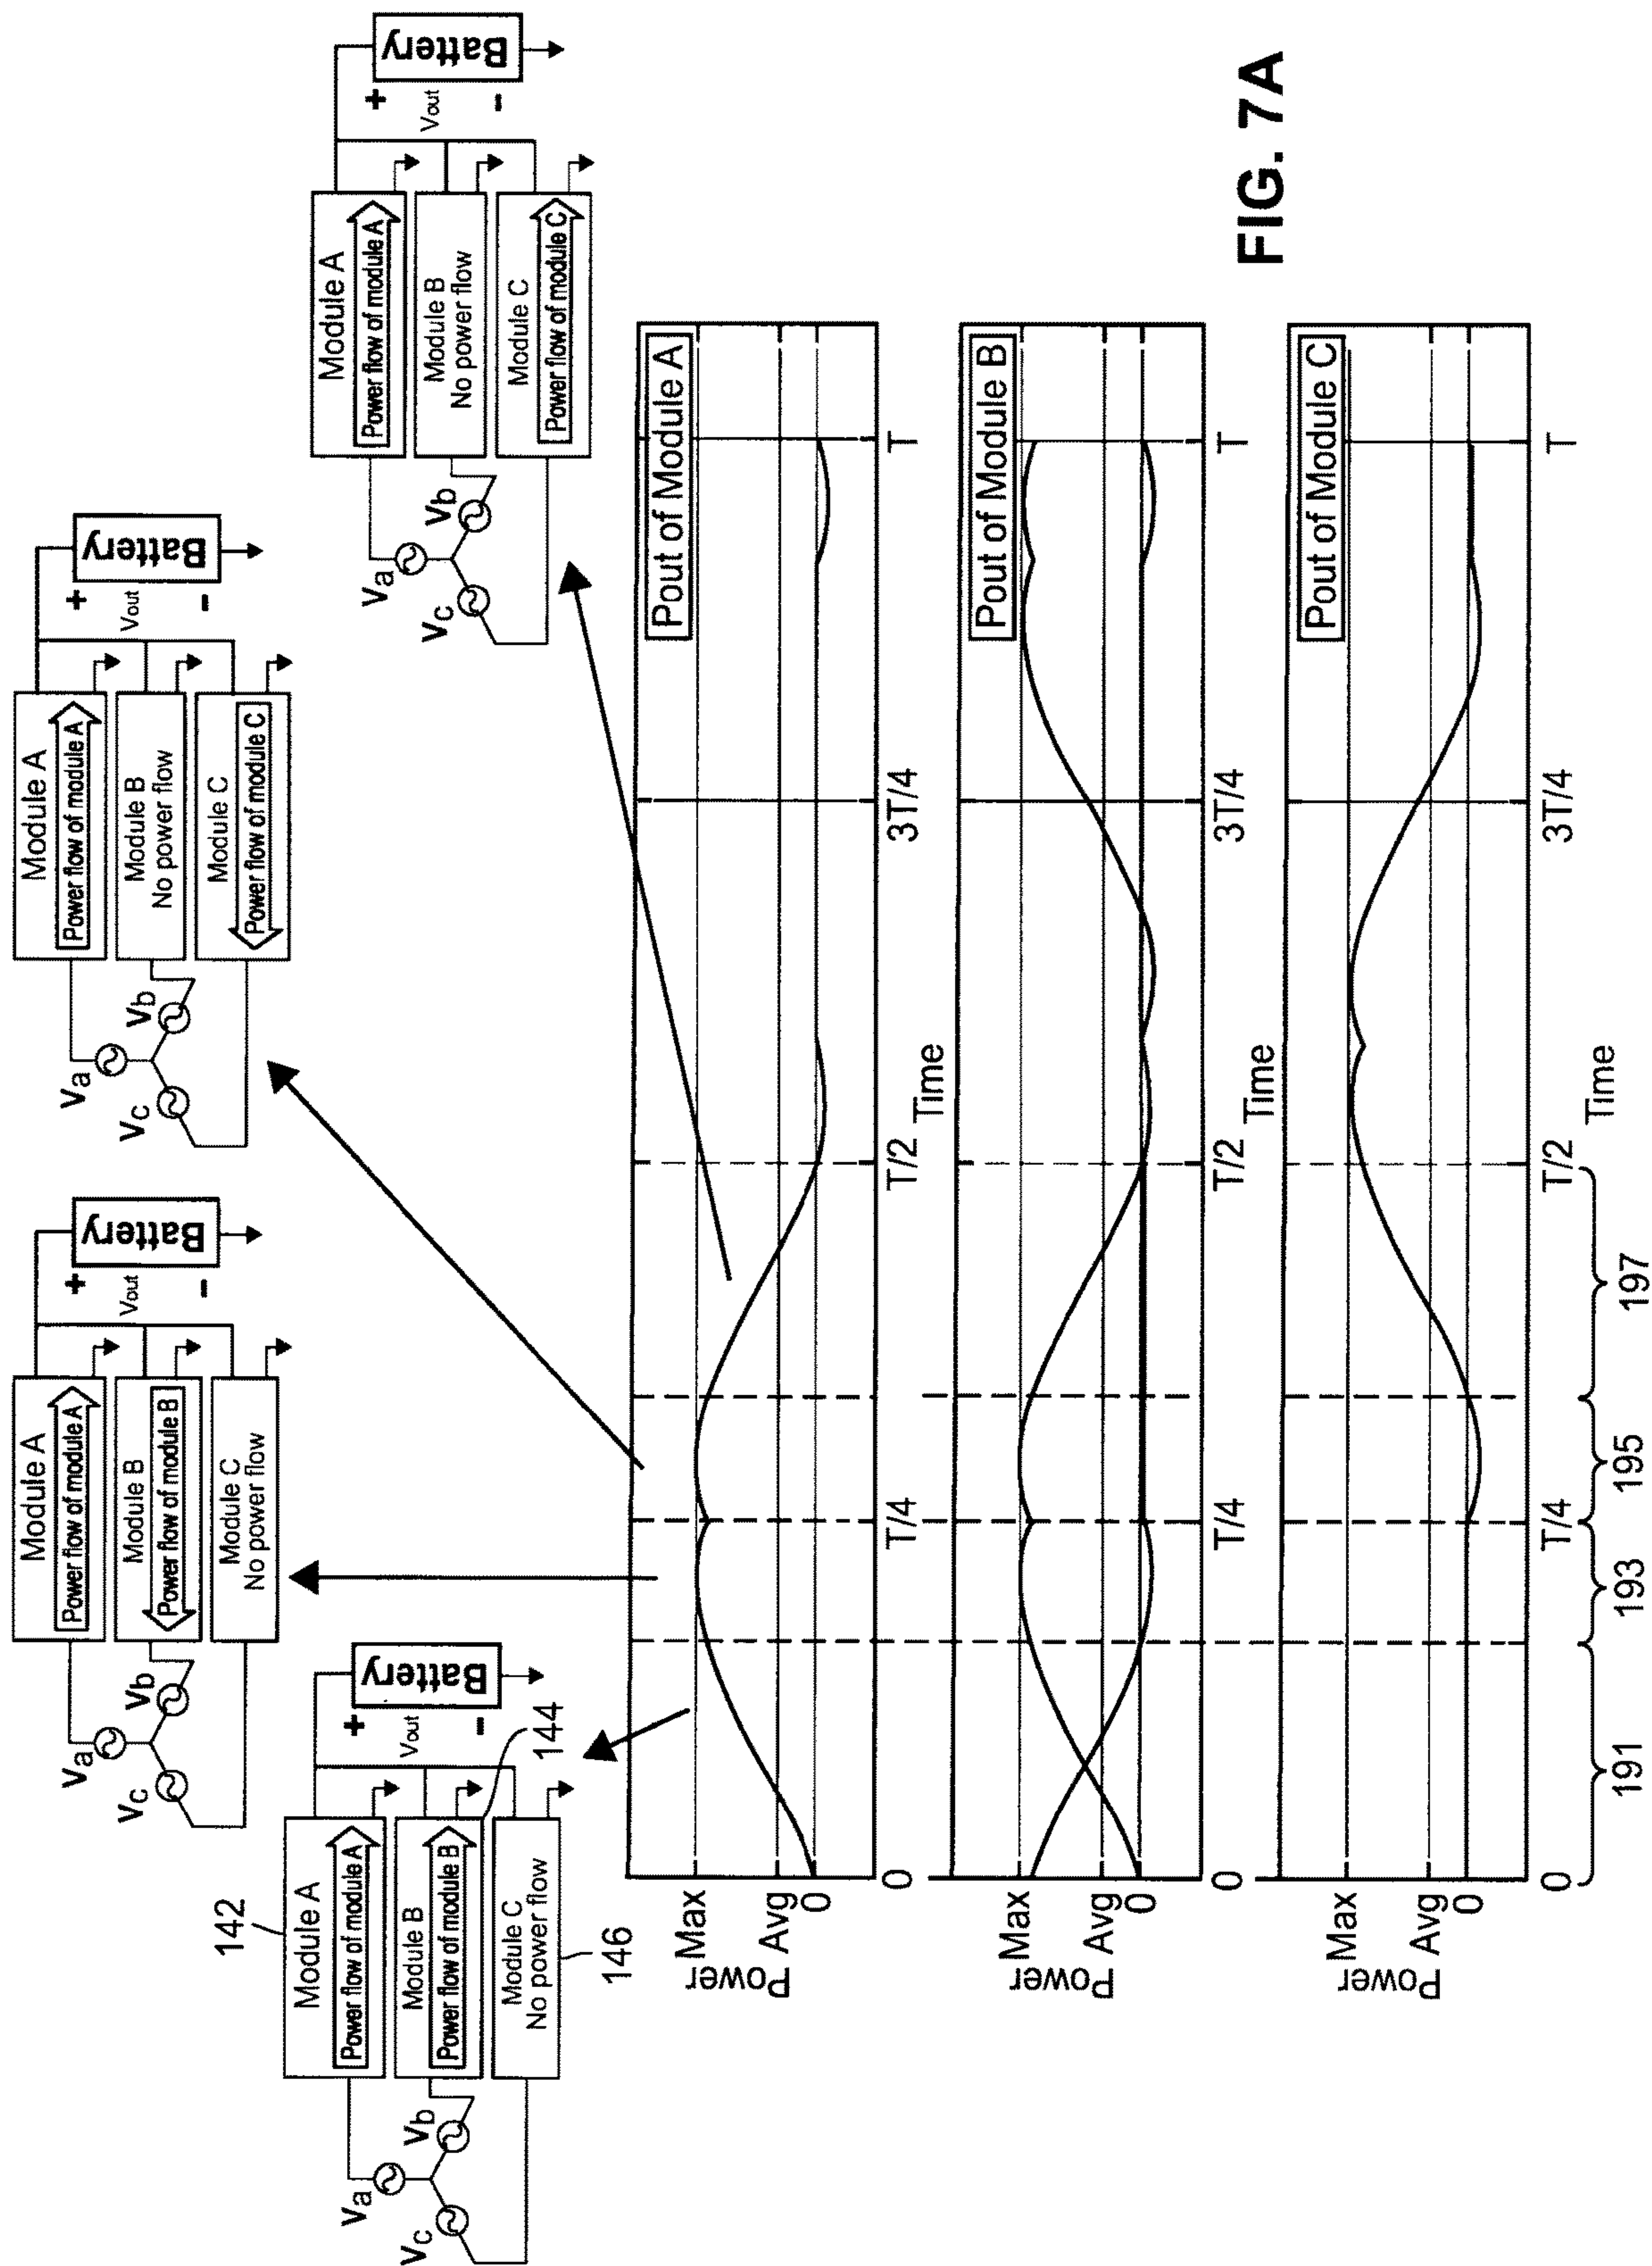 142
Module A
Power flow of module A
Module B
Power flow of module B
Module C
No power flow
146
144
Va
Vb
Vc
+
Vout
-
Battery
Module A
Power flow of module A
Module B
Power flow of module B
Module C
No power flow
Va
Vb
Vc
+
Vout
-
Battery
Module A
Power flow of module A
Module B
No power flow
Module C
Power flow of module C
Va
Vb
Vc
+
Vout
-
Battery
Module A
Power flow of module A
Module B
No power flow
Module C
Power flow of module C
Va
Vb
Vc
+
Vout
-
Battery
Pout of Module A
Power
Max
Avg
0
0
T/4
T/2
3T/4
T
Time
Pout of Module B
Power
Max
Avg
0
0
T/4
T/2
3T/4
T
Time
Pout of Module C
Power
Max
Avg
0
0
T/4
T/2
3T/4
T
Time
191
193
195
197
FIG. 7A